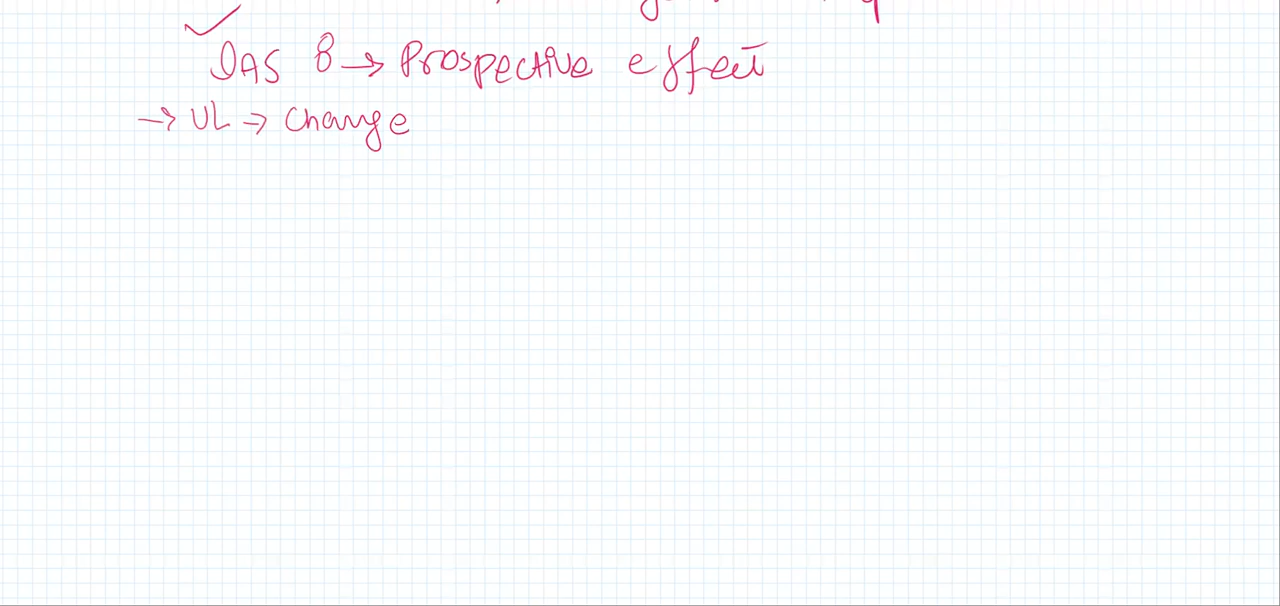 IAS 8 → Prospective effect
→ UL → Change